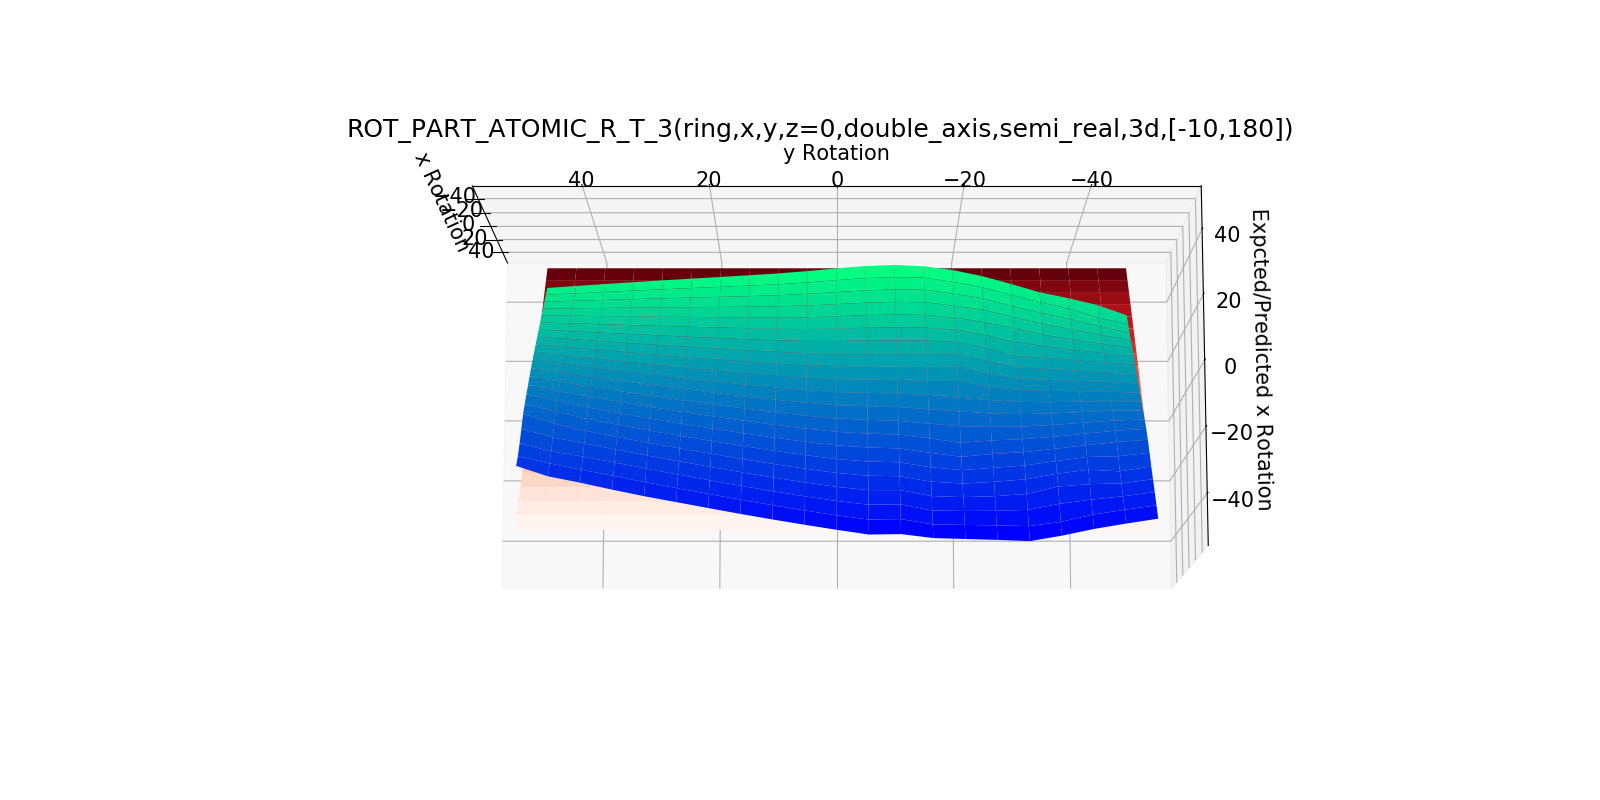 ROT_PART_ATOMIC_R_T_3(ring,x,y,z=0,double_axis,semi_real,3d,[-10,180])
y Rotation
40 20 0 −20 −40
x Rotation
−40
−20
0
20
40
40
20
0
−20
−40
Expcted/Predicted x Rotation